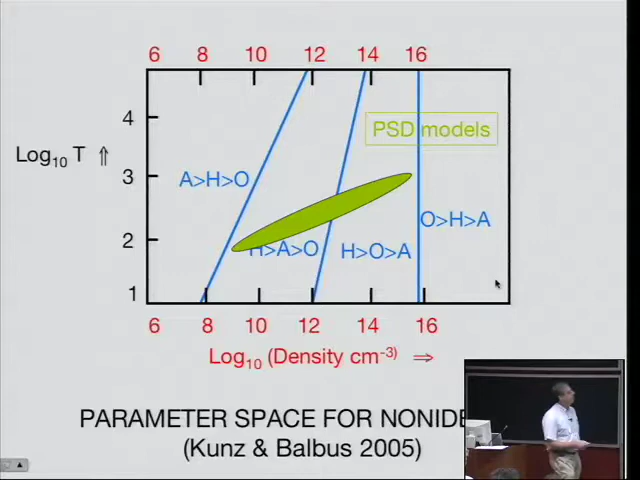 6 8 10 12 14 16
PSD models
4
Log10 T ⇑
3
A>H>O
O>H>A
2
H>A>O
H>O>A
1
6 8 10 12 14 16
Log10 (Density cm-3) ⇒
PARAMETER SPACE FOR NONIDE
(Kunz & Balbus 2005)